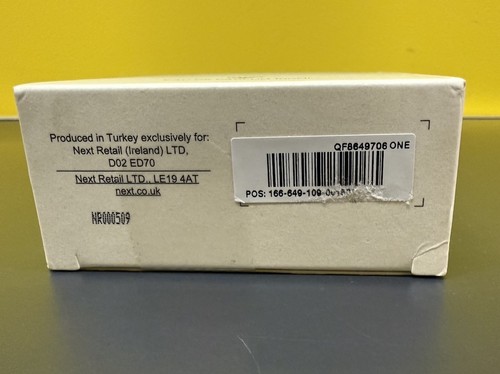 Produced in Turkey exclusively for:
Next Retail (Ireland) LTD,
D02 ED70
Next Retail LTD., LE19 4AT
next.co.uk
NR000509
QF8649706 ONE
POS: 166-649-109-